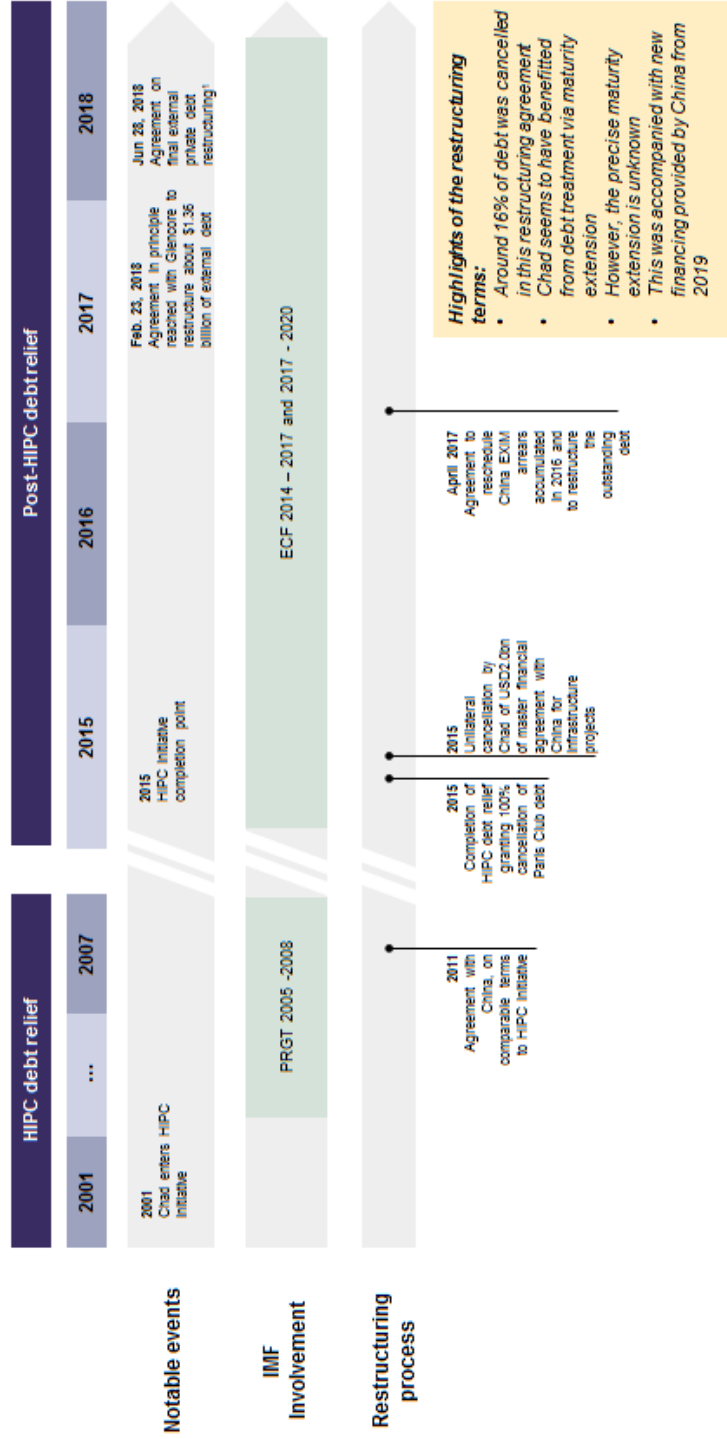 HIPC debt relief
Post-HIPC debt relief
2001
...
2007
2015
2016
2017
2018
Notable events
2001
Chad enters HIPC
Initiative
2015
HIPC Initiative
completion point
Feb. 23, 2018
Agreement in principle
reached with Glencore to
restructure about $1.36
billion of external debt
Jun 28, 2018
Agreement on
final external
private debt
restructuring¹
IMF
Involvement
PRGT 2005 -2008
ECF 2014 – 2017 and 2017 - 2020
Restructuring
process
2011
Agreement with
China, on
comparable terms
to HIPC Initiative
2015
Completion of
HIPC debt relief
granting 100%
cancellation of
Paris Club debt
2015
Unilateral
cancellation by
Chad of USD2.0bn
of master financial
agreement with
China for
Infrastructure
projects
April 2017
Agreement to
reschedule
China EXIM
arrears
accumulated
in 2016 and
to restructure
the
outstanding
debt
Highlights of the restructuring
terms:
• Around 16% of debt was cancelled
in this restructuring agreement
• Chad seems to have benefitted
from debt treatment via maturity
extension
• However, the precise maturity
extension is unknown
• This was accompanied with new
financing provided by China from
2019